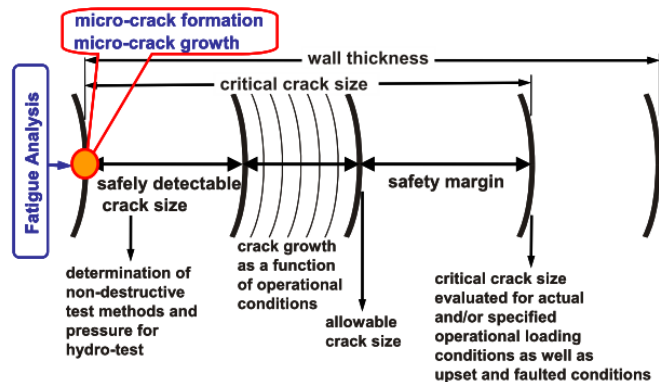 micro-crack formation
micro-crack growth
wall thickness
critical crack size
Fatigue Analysis
safely detectable
crack size
safety margin
crack growth
as a function
of operational
conditions
determination of
non-destructive
test methods and
pressure for
hydro-test
allowable
crack size
critical crack size
evaluated for actual
and/or specified
operational loading
conditions as well as
upset and faulted conditions